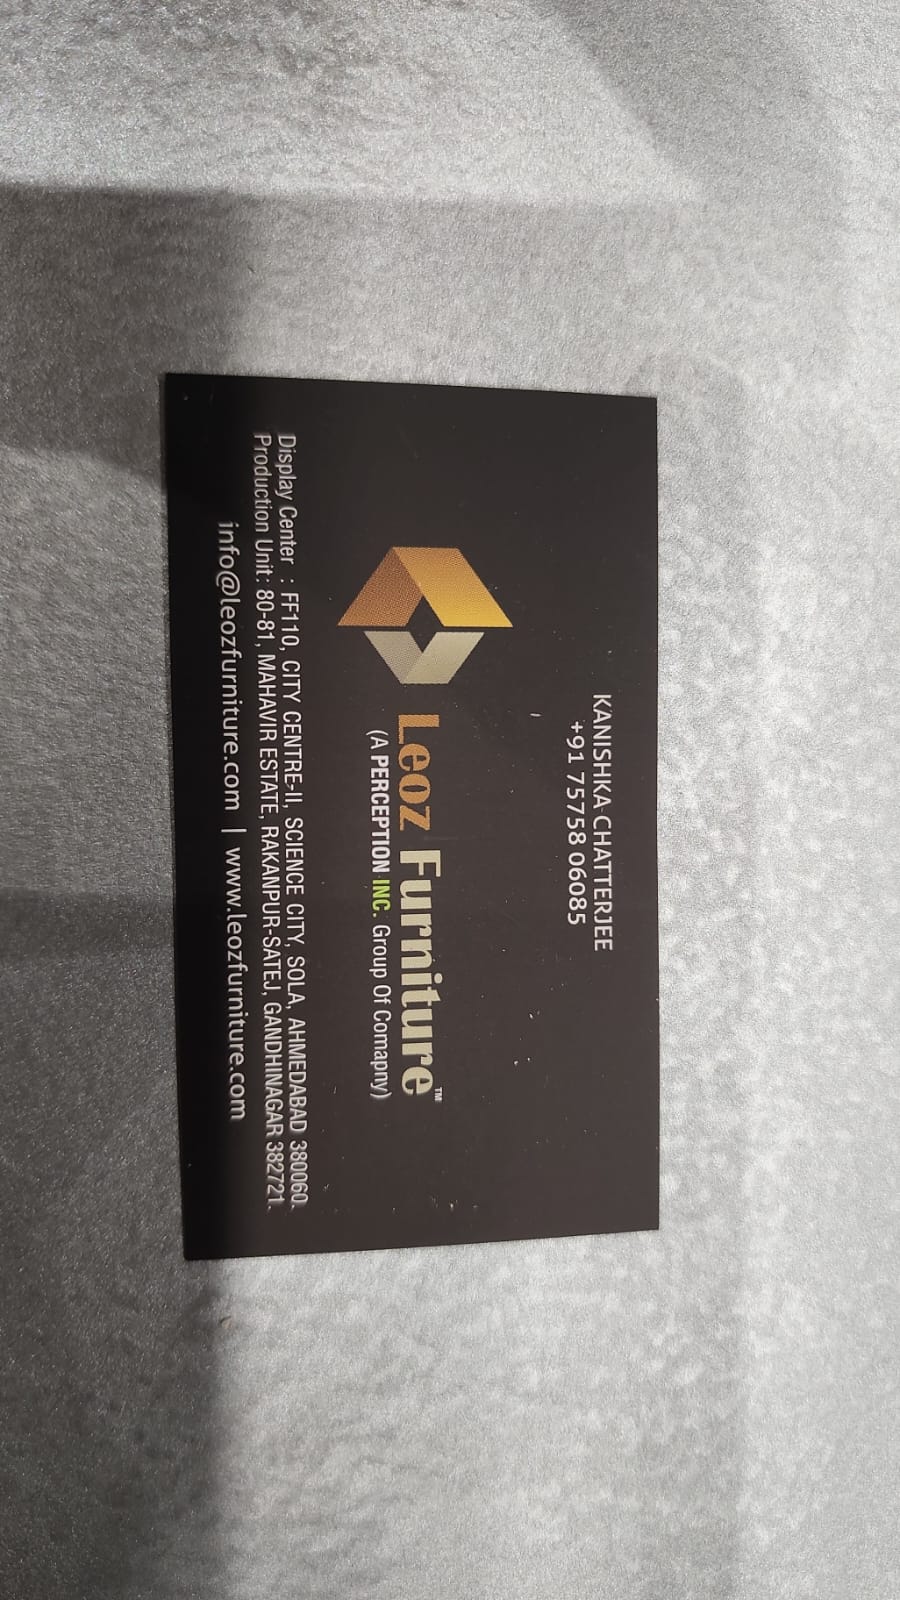 KANISHKA CHATTERJEE
+91 75758 06085
Leoz Furniture™
(A PERCEPTION INC. Group Of Comapny)
Display Center : FF110, CITY CENTRE-II, SCIENCE CITY, SOLA, AHMEDABAD 380060.
Production Unit: 80-81, MAHAVIR ESTATE, RAKANPUR-SATEJ, GANDHINAGAR 382721.
info@leozfurniture.com | www.leozfurniture.com